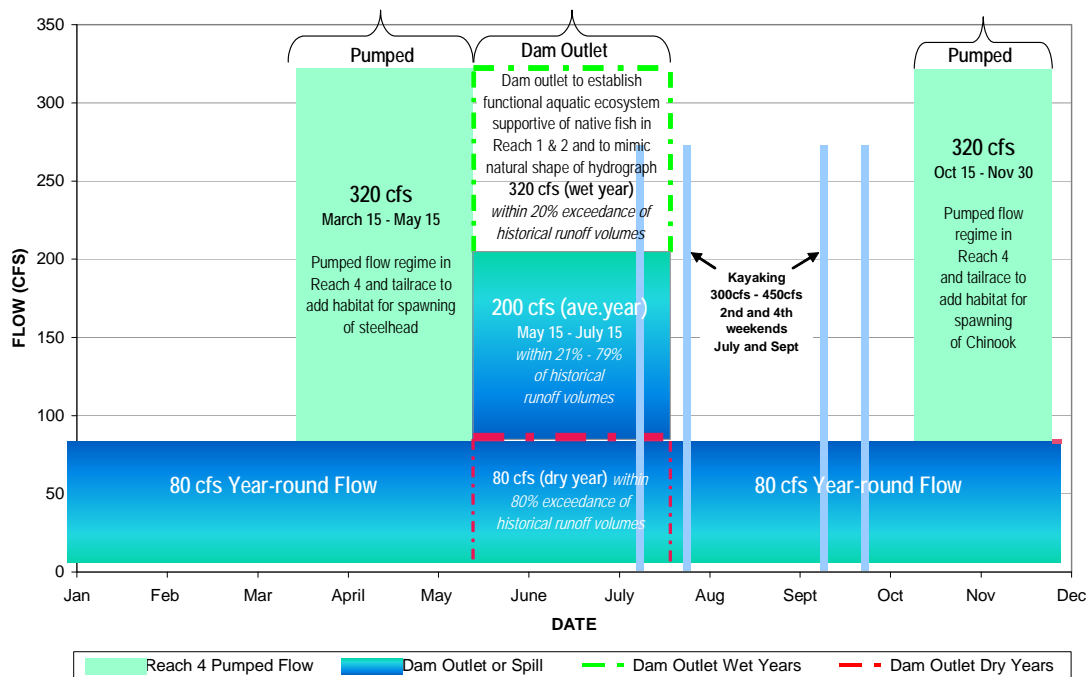 350
300
250
200
150
100
50
0
FLOW (CFS)
Pumped
Dam Outlet
Pumped
320 cfs
March 15 - May 15
Pumped flow regime in
Reach 4 and tailrace to
add habitat for spawning
of steelhead
Dam outlet to establish
functional aquatic ecosystem
supportive of native fish in
Reach 1 & 2 and to mimic
natural shape of hydrograph
320 cfs (wet year)
within 20% exceedance of
historical runoff volumes
200 cfs (ave.year)
May 15 - July 15
within 21% - 79%
of historical
runoff volumes
Kayaking
300cfs - 450cfs
2nd and 4th
weekends
July and Sept
320 cfs
Oct 15 - Nov 30
Pumped flow
regime in
Reach 4
and tailrace to
add habitat for
spawning
of Chinook
80 cfs Year-round Flow
80 cfs (dry year) within
80% exceedance of
historical runoff volumes
80 cfs Year-round Flow
Jan Feb Mar April May June July Aug Sept Oct Nov Dec
DATE
Reach 4 Pumped Flow Dam Outlet or Spill Dam Outlet Wet Years Dam Outlet Dry Years